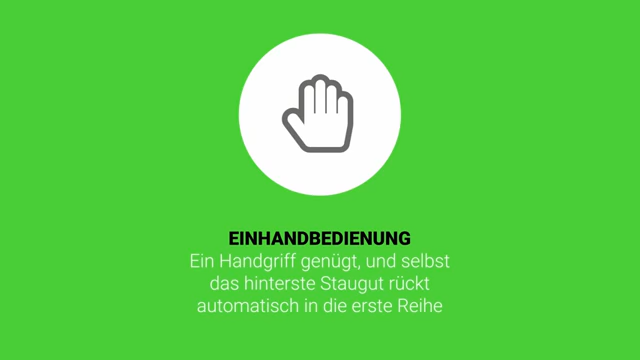 EINHANDBEDIENUNG
Ein Handgriff genügt, und selbst
das hinterste Staugut rückt
automatisch in die erste Reihe